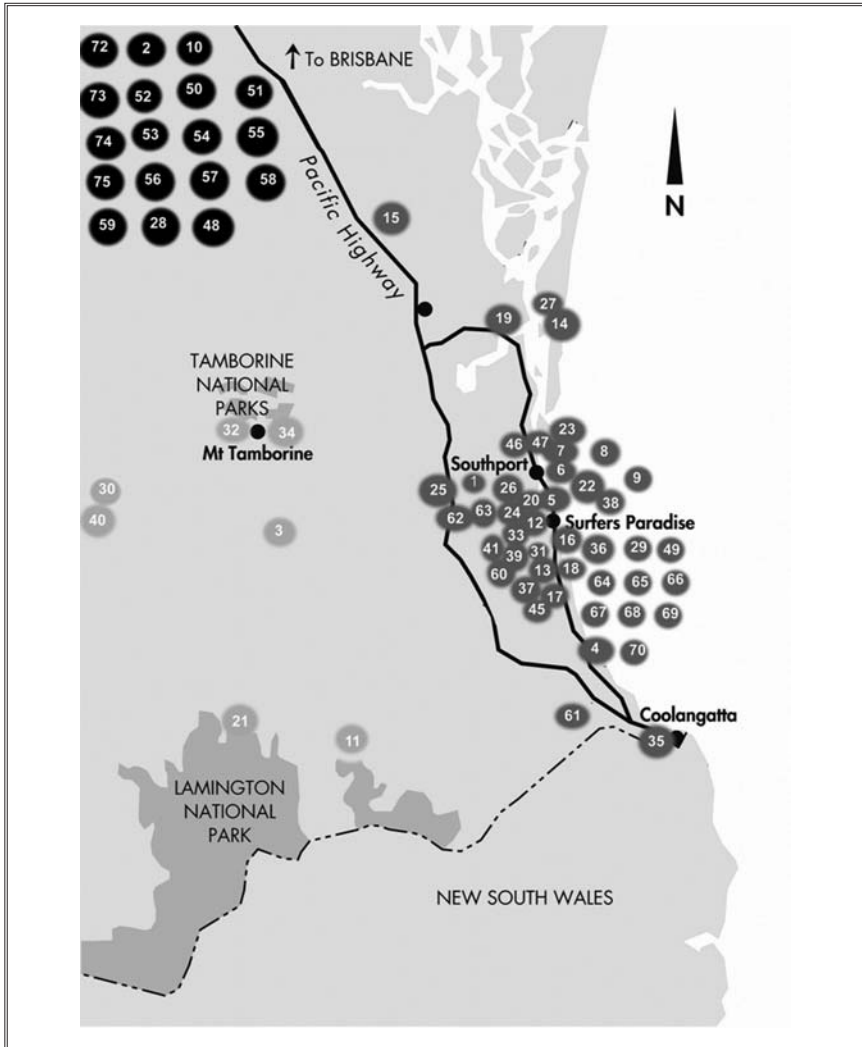 72 2 10
↑ To BRISBANE
73 52 50 51
74 53 54 55
75 56 57 58
59 28 48
Pacific Highway
15
N
27
19 14
TAMBORINE
NATIONAL
PARKS
32 34
Mt Tamborine
23
46 47 7 8
Southport 6
9
25 1 26 22
30 20 5 38
40 62 63 24 12 Surfers Paradise
3 33 16
41 39 31 36 29 49
60 13 18 64 65 66
37 17
45 67 68 69
4 70
21 61 Coolangatta
11 35
LAMINGTON
NATIONAL
PARK
NEW SOUTH WALES